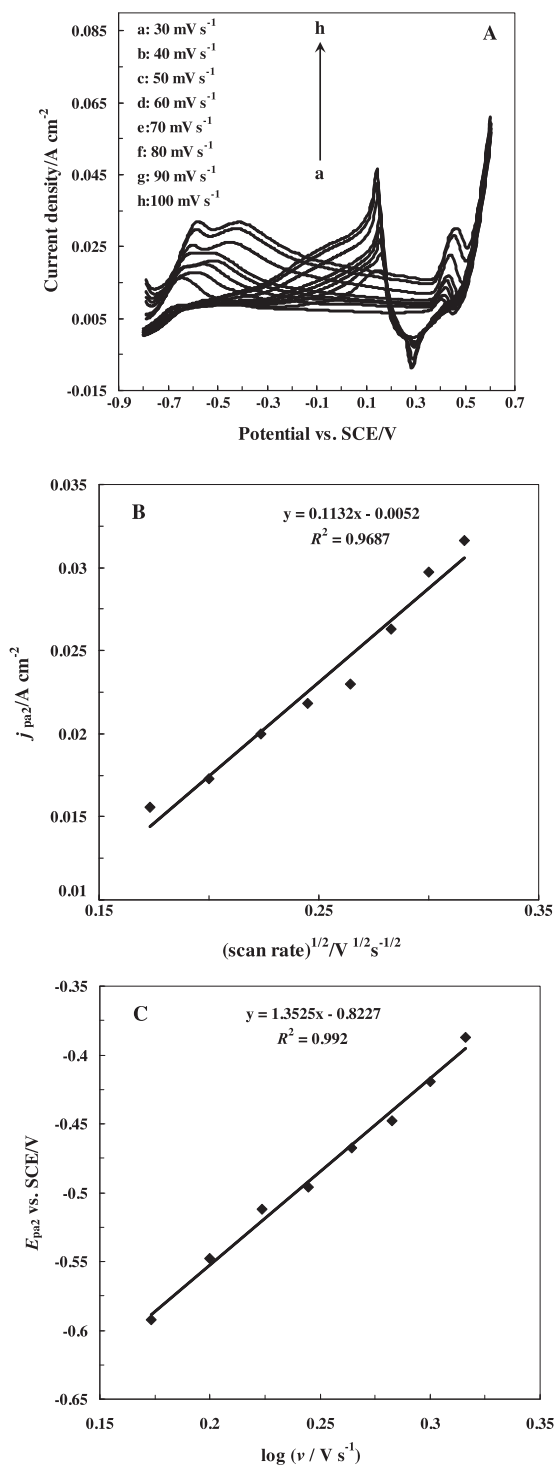 0.085
a: 30 mV s⁻¹
h
A
b: 40 mV s⁻¹
0.065
c: 50 mV s⁻¹
d: 60 mV s⁻¹
e:70 mV s⁻¹
0.045
f: 80 mV s⁻¹
g: 90 mV s⁻¹
a
h:100 mV s⁻¹
0.025
0.005
-0.015
Current density/A cm⁻²
-0.9 -0.7 -0.5 -0.3 -0.1 0.1 0.3 0.5 0.7
Potential vs. SCE/V
0.035
B
y = 0.1132x - 0.0052
R² = 0.9687
0.03
0.025
0.02
0.015
0.01
j pa2/A cm⁻²
0.15 0.25 0.35
(scan rate)¹/²/V ¹/²s⁻¹/²
-0.35
C
y = 1.3525x - 0.8227
R² = 0.992
-0.4
-0.45
-0.5
-0.55
-0.6
-0.65
Epa2 vs. SCE/V
0.15 0.2 0.25 0.3 0.35
log (v / V s⁻¹)